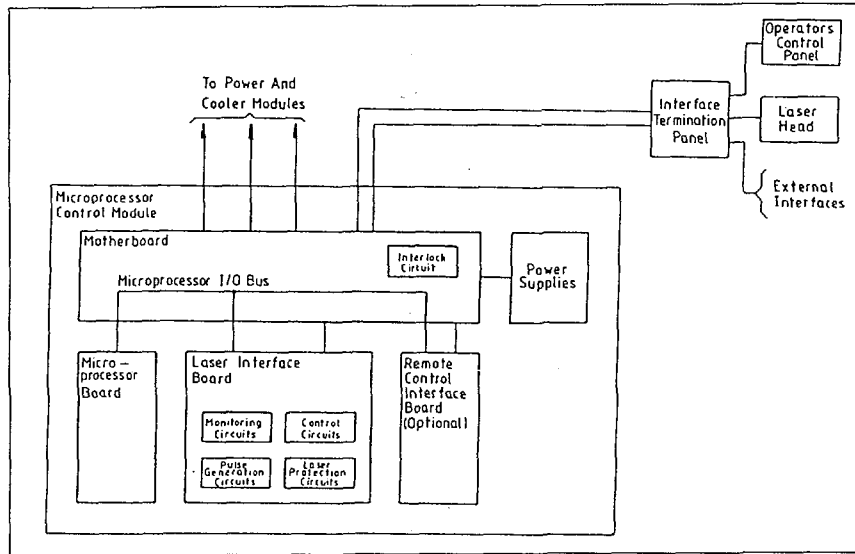 Operators
Control
Panel
To Power And
Cooler Modules
Interface
Termination
Panel
Laser
Head
External
Interfaces
Microprocessor
Control Module
Motherboard
Interlock
Circuit
Microprocessor I/O Bus
Power
Supplies
Micro-
processor
Board
Laser Interface
Board
Monitoring
Circuits
Control
Circuits
Pulse
Generation
Circuits
Laser
Protection
Circuits
Remote
Control
Interface
Board
(Optional)